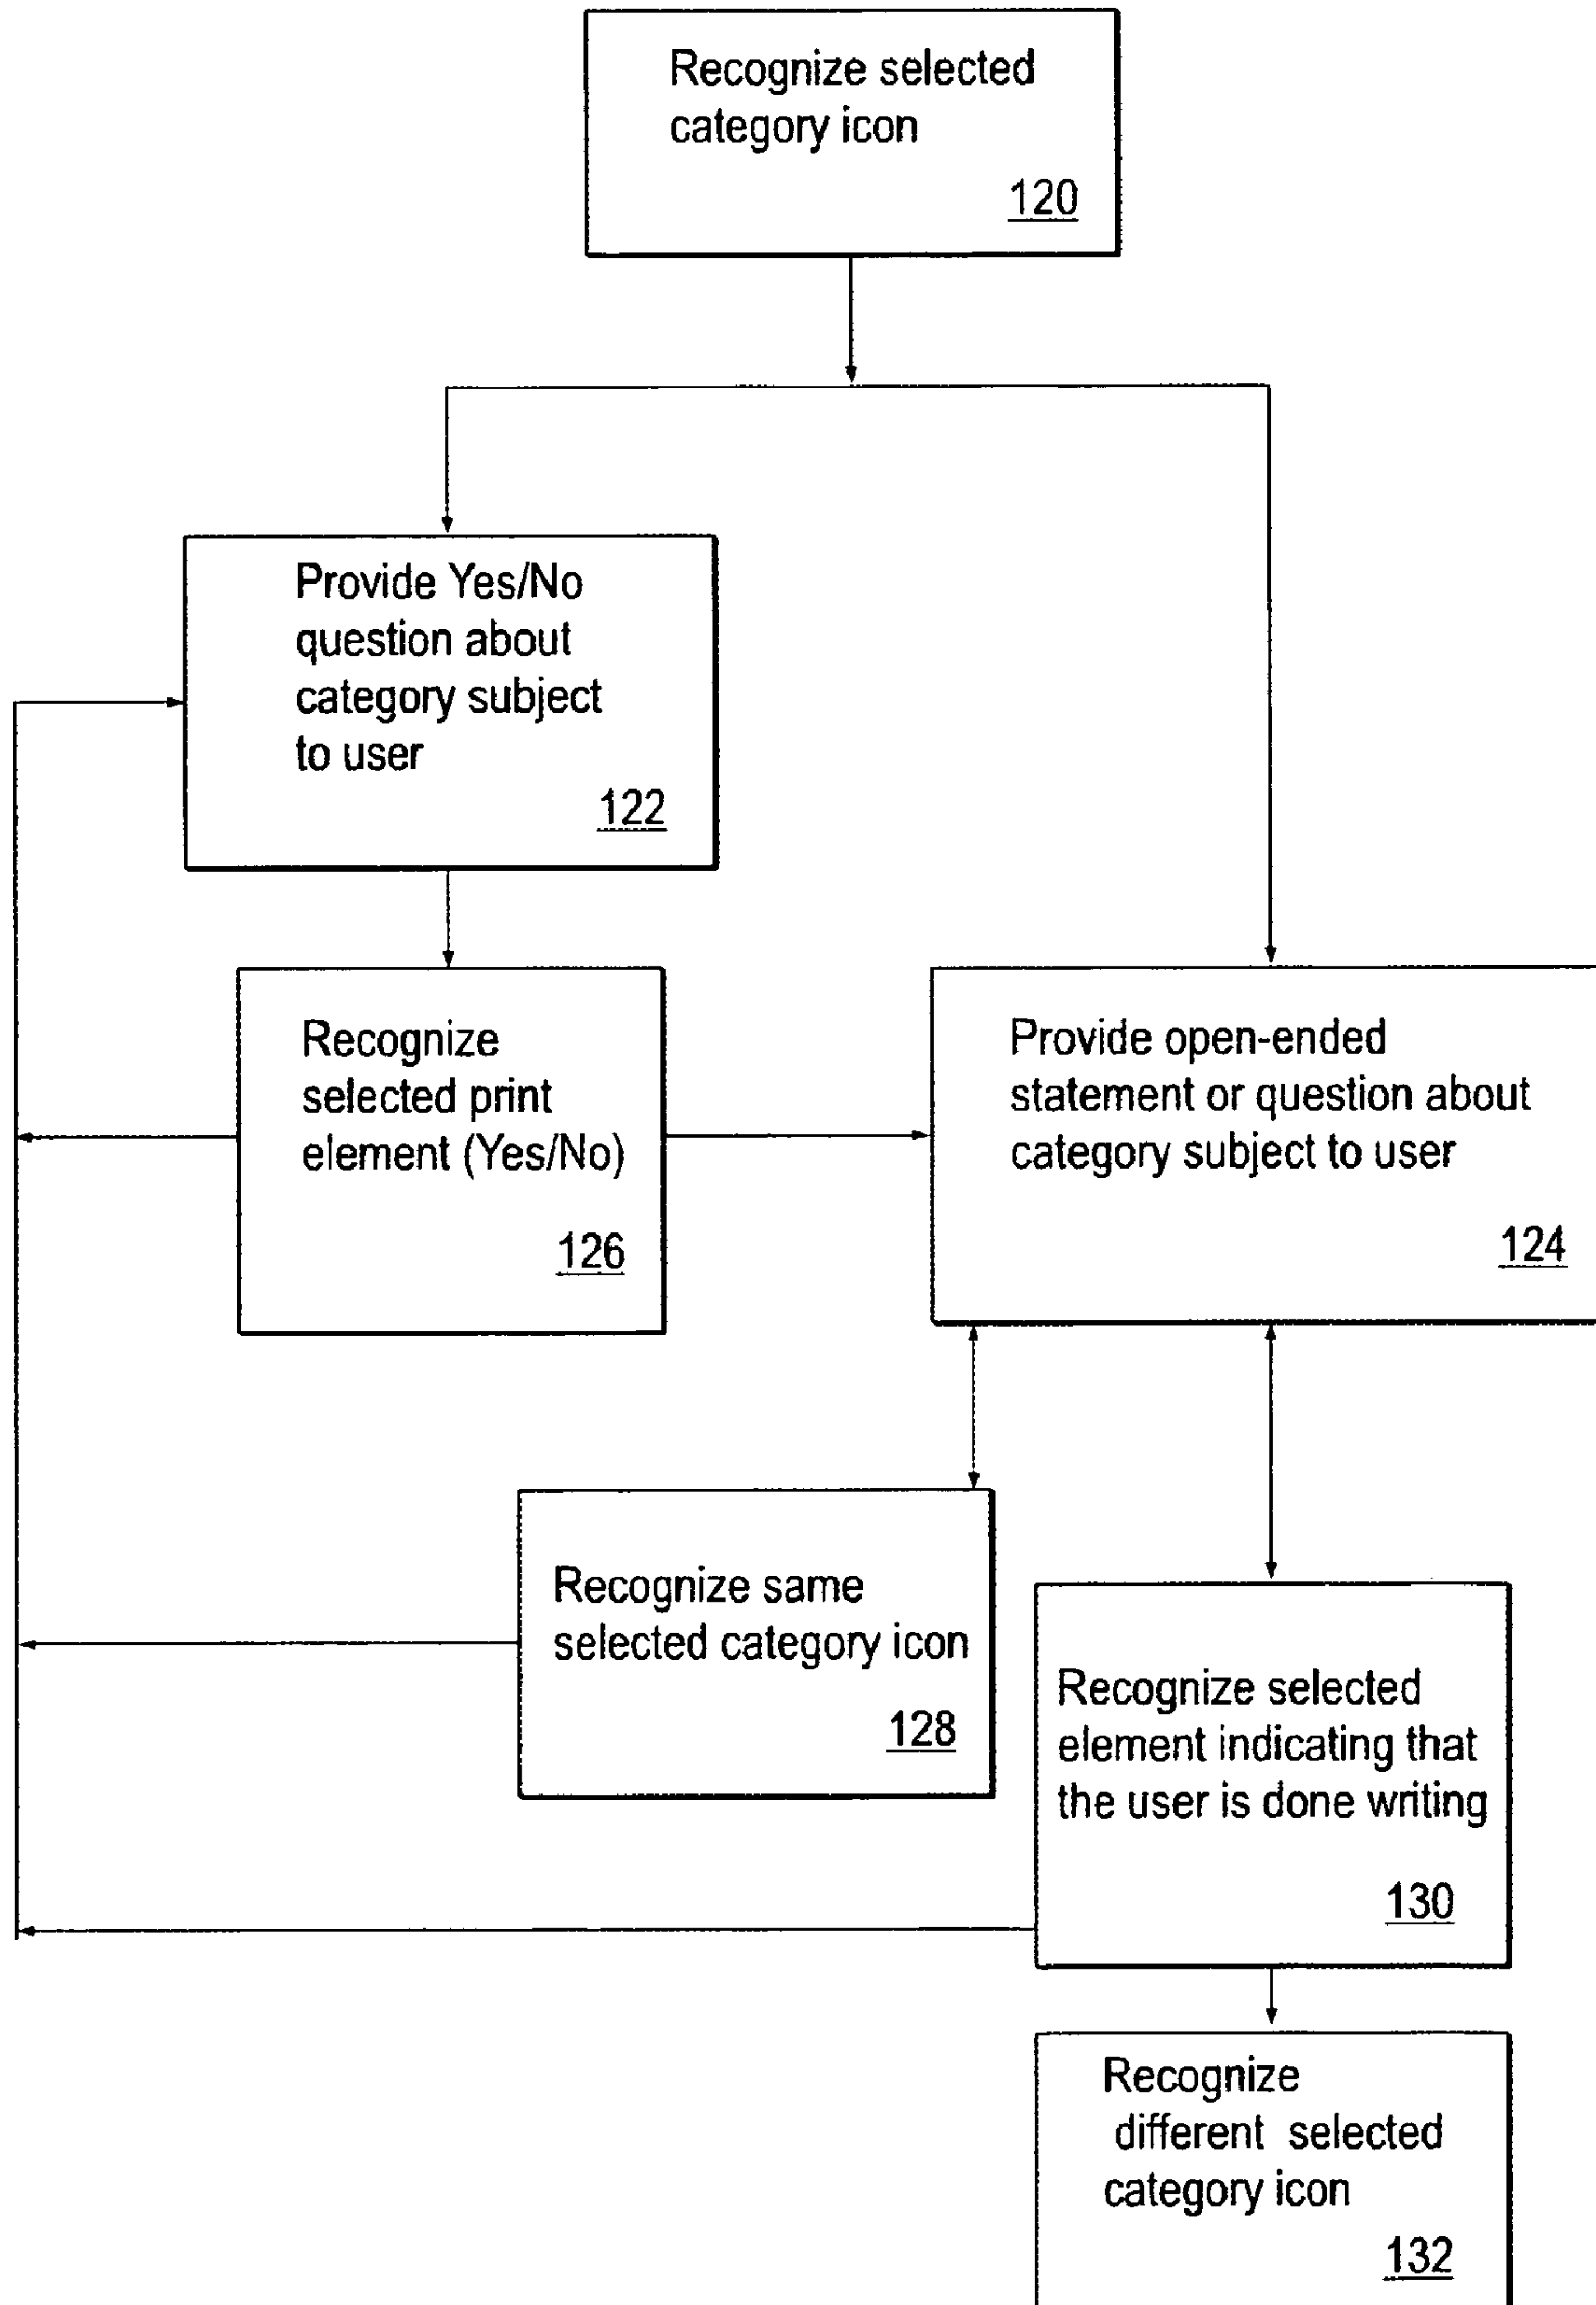 Recognize selected
category icon
120
Provide Yes/No
question about
category subject
to user
122
Recognize
selected print
element (Yes/No)
126
Provide open-ended
statement or question about
category subject to user
124
Recognize same
selected category icon
128
Recognize selected
element indicating that
the user is done writing
130
Recognize
different selected
category icon
132